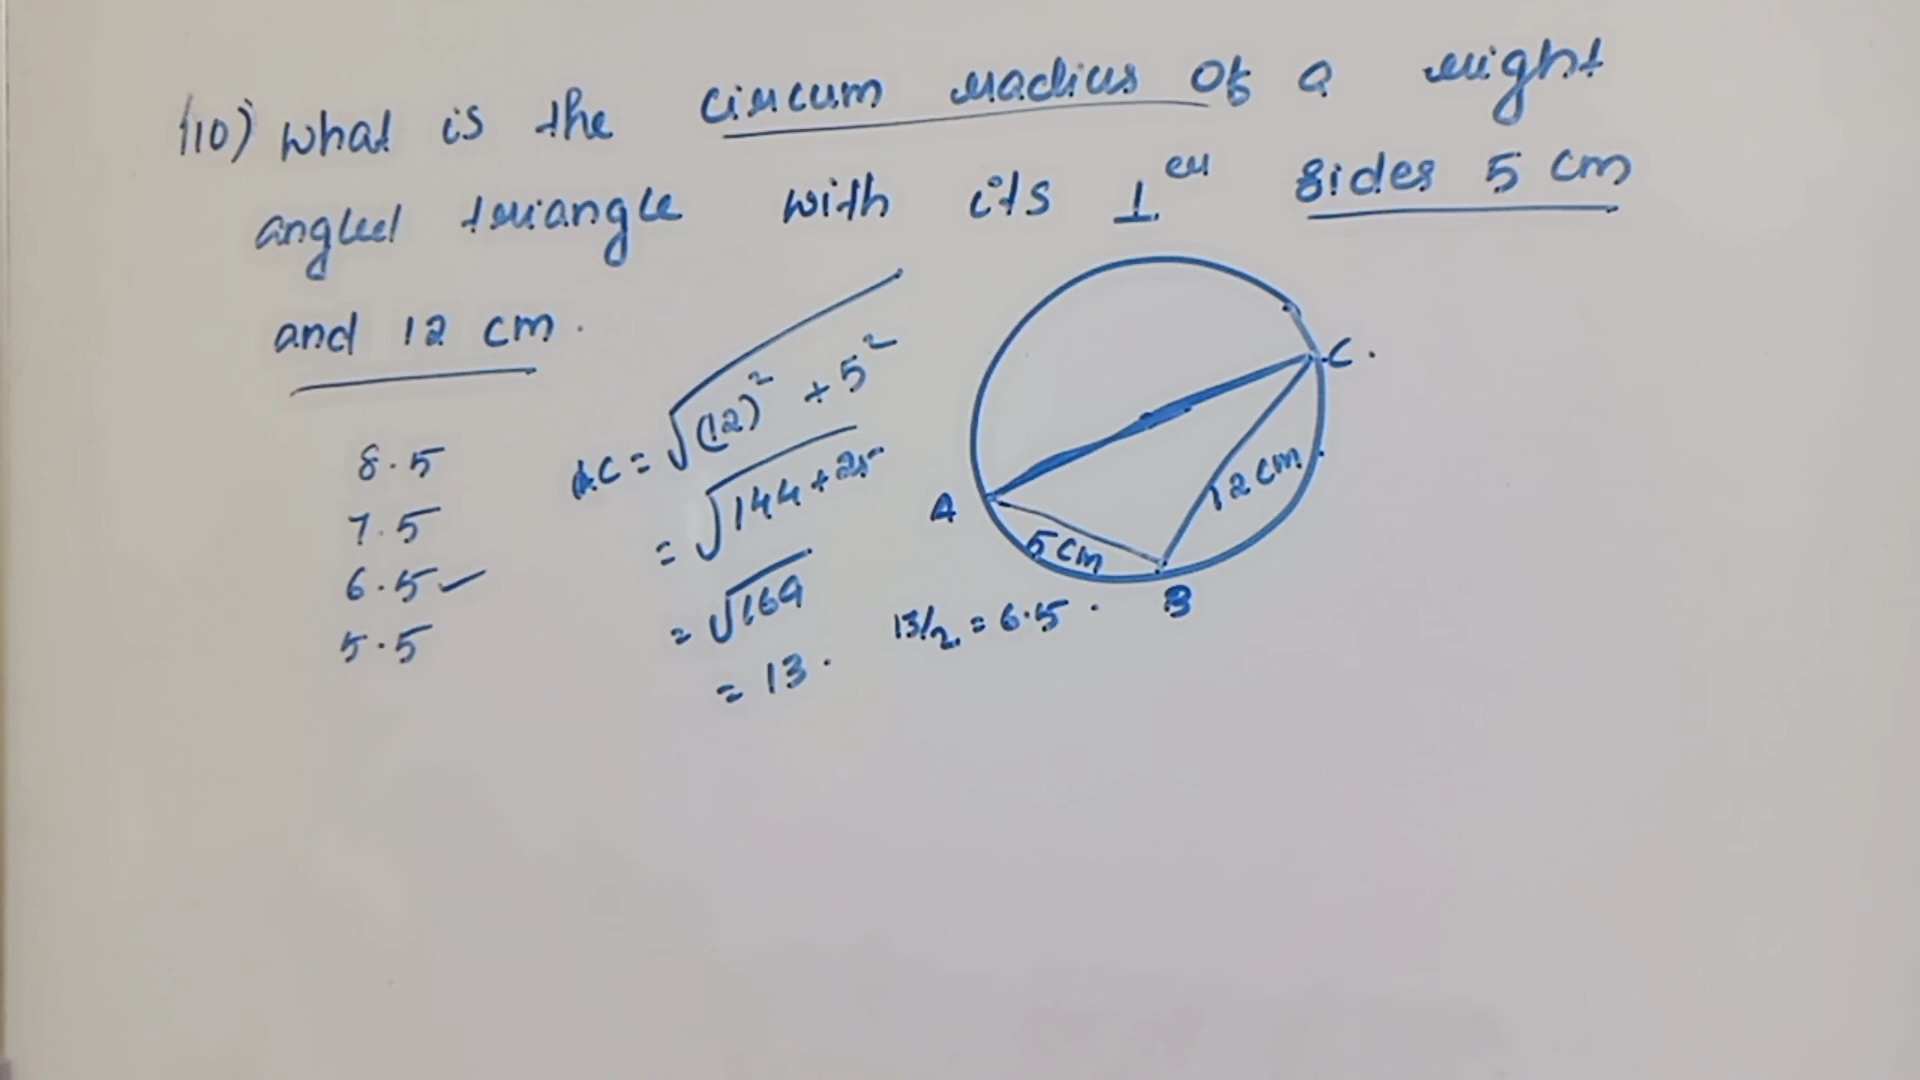 (10) What is the circum radius of a right
angled triangle with its ⊥er sides 5 cm
and 12 cm.
8.5
7.5
6.5✓
5.5
AC = √(12)² + 5²
= √144+25
= √169
= 13.
13/2 = 6.5.
A
B
C.
5 cm
12 cm